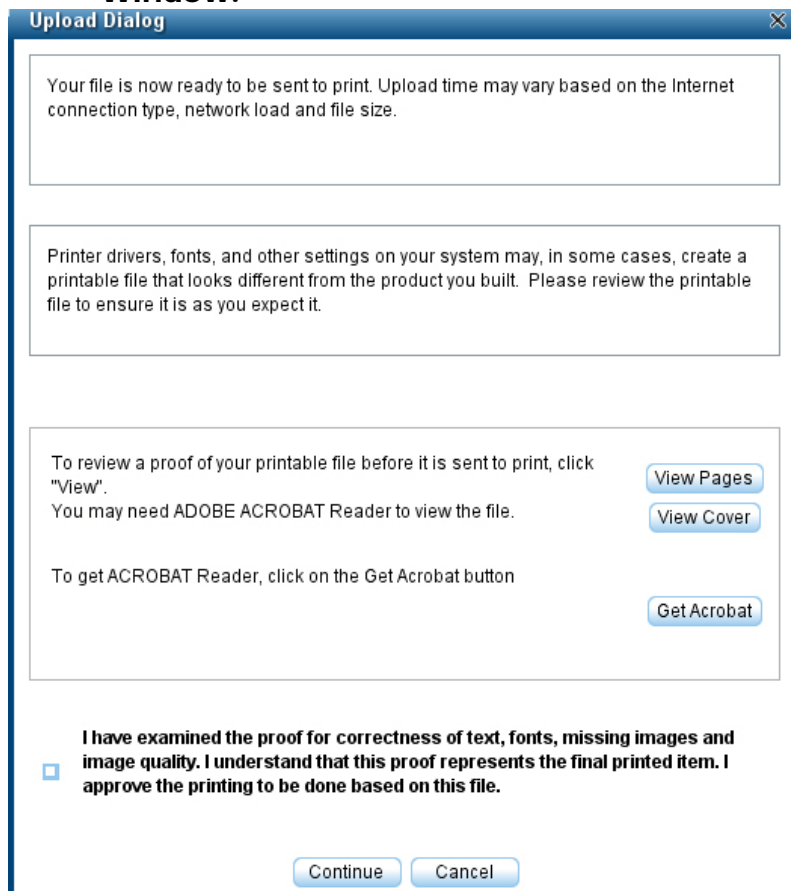 window.
Upload Dialog
Your file is now ready to be sent to print. Upload time may vary based on the Internet
connection type, network load and file size.
Printer drivers, fonts, and other settings on your system may, in some cases, create a
printable file that looks different from the product you built.  Please review the printable
file to ensure it is as you expect it.
To review a proof of your printable file before it is sent to print, click
"View".
View Pages
You may need ADOBE ACROBAT Reader to view the file.
View Cover
To get ACROBAT Reader, click on the Get Acrobat button
Get Acrobat
I have examined the proof for correctness of text, fonts, missing images and
image quality. I understand that this proof represents the final printed item. I
approve the printing to be done based on this file.
Continue Cancel